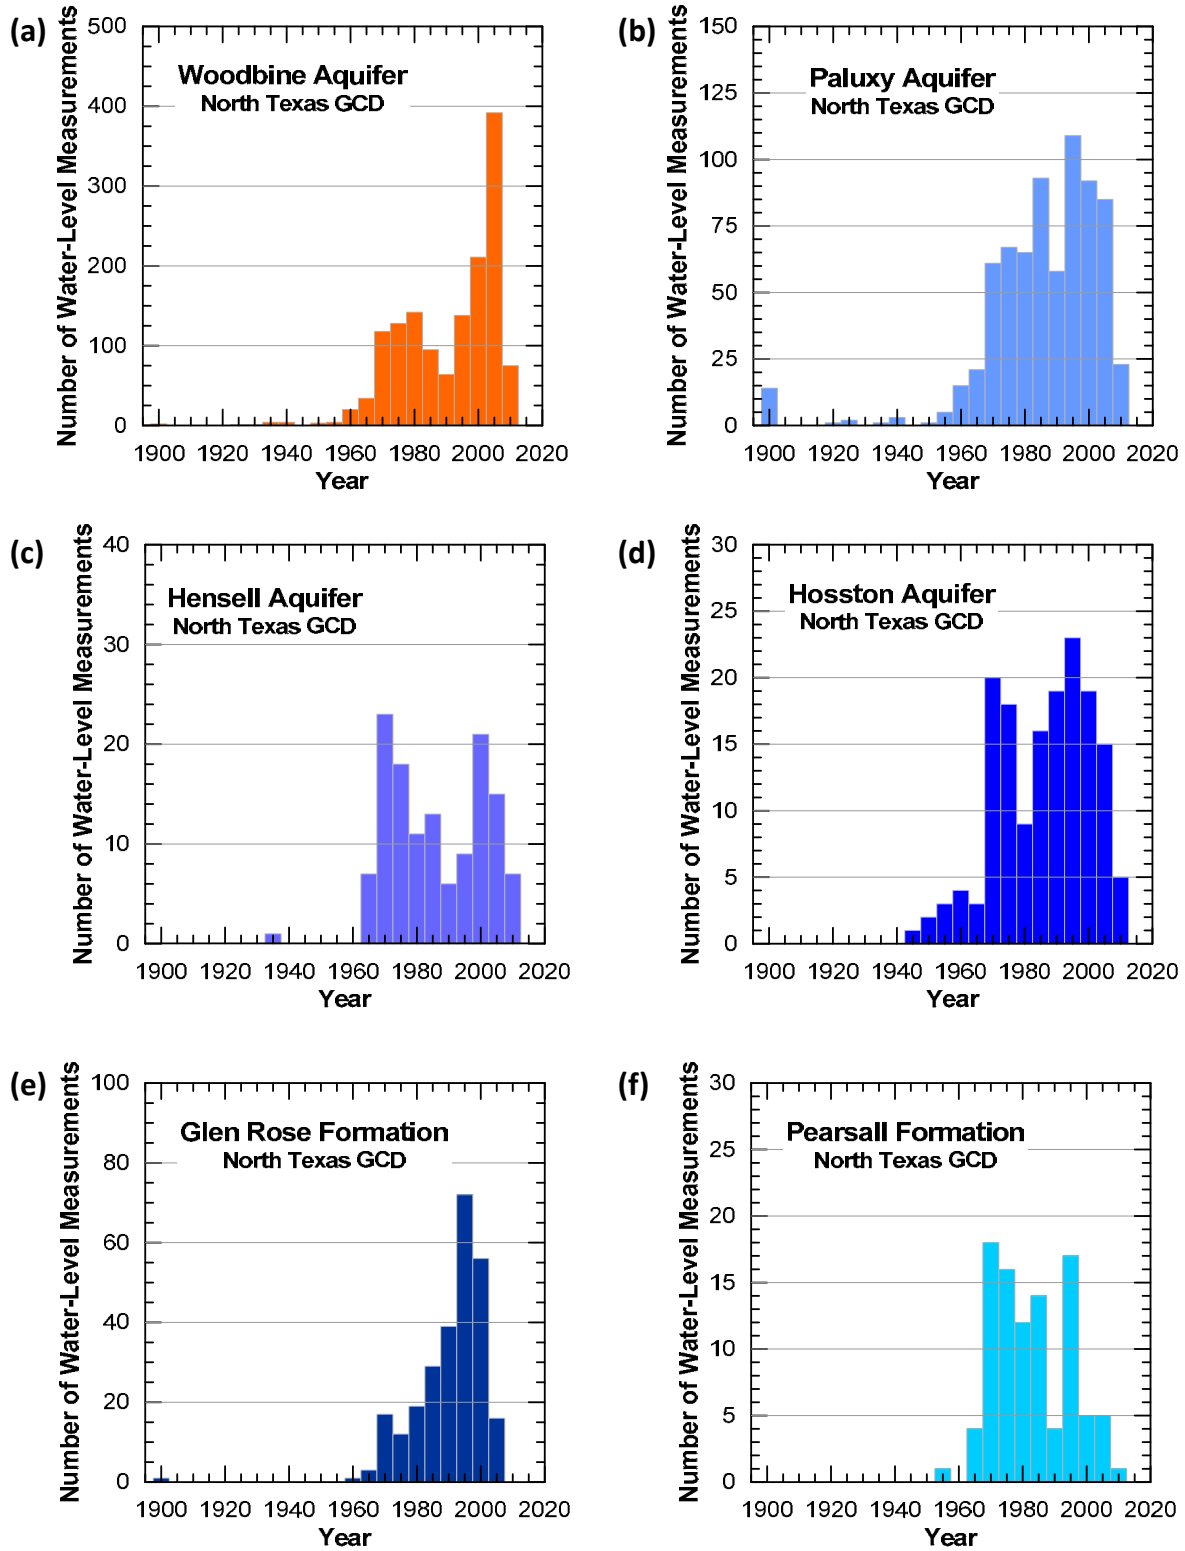 (a)
Number of Water-Level Measurements
500
400
300
200
100
0
Woodbine Aquifer
North Texas GCD
1900 1920 1940 1960 1980 2000 2020
Year
(b)
Number of Water-Level Measurements
150
125
100
75
50
25
0
Paluxy Aquifer
North Texas GCD
1900 1920 1940 1960 1980 2000 2020
Year
(c)
Number of Water-Level Measurements
40
30
20
10
0
Hensell Aquifer
North Texas GCD
1900 1920 1940 1960 1980 2000 2020
Year
(d)
Number of Water-Level Measurements
30
25
20
15
10
5
0
Hosston Aquifer
North Texas GCD
1900 1920 1940 1960 1980 2000 2020
Year
(e)
Number of Water-Level Measurements
100
80
60
40
20
0
Glen Rose Formation
North Texas GCD
1900 1920 1940 1960 1980 2000 2020
Year
(f)
Number of Water-Level Measurements
30
25
20
15
10
5
0
Pearsall Formation
North Texas GCD
1900 1920 1940 1960 1980 2000 2020
Year